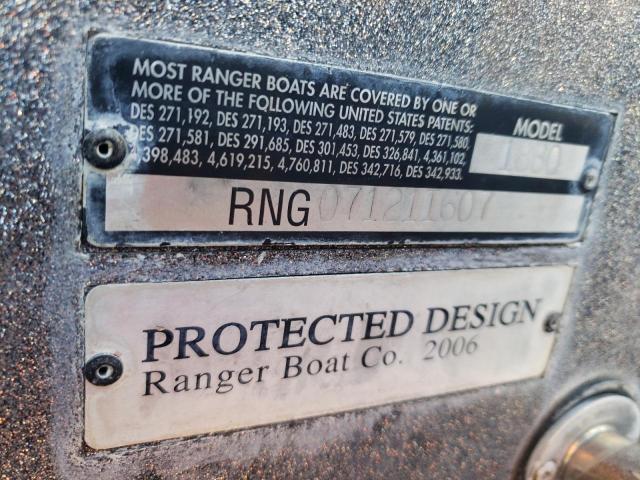 MOST RANGER BOATS ARE COVERED BY ONE OR
MORE OF THE FOLLOWING UNITED STATES PATENTS:
DES 271,192, DES 271,193, DES 271,483, DES 271,579, DES 271,580,
DES 271,581, DES 291,685, DES 301,453, DES 326,841, 4,361,102,
4,398,483, 4,619,215, 4,760,811, DES 342,716, DES 342,933.
MODEL
RNG071211607
PROTECTED DESIGN
Ranger Boat Co. 2006